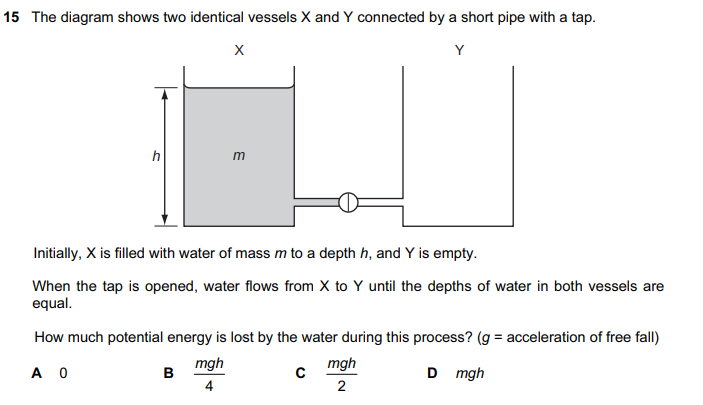 15 The diagram shows two identical vessels X and Y connected by a short pipe with a tap.
X Y
h m
Initially, X is filled with water of mass m to a depth h, and Y is empty.
When the tap is opened, water flows from X to Y until the depths of water in both vessels are
equal.
How much potential energy is lost by the water during this process? (g = acceleration of free fall)
A 0 B mgh/4 C mgh/2 D mgh